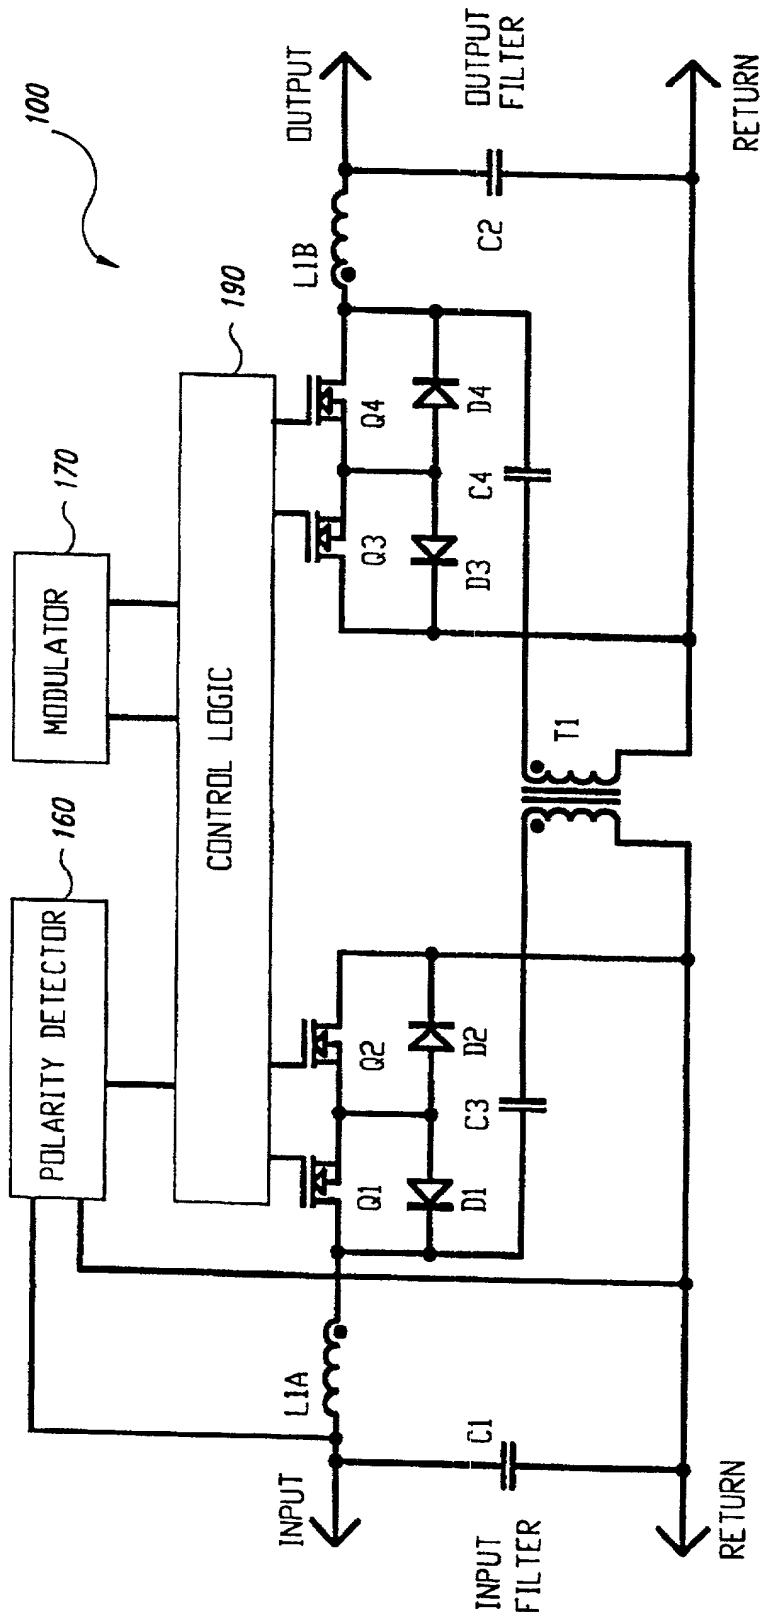 100
POLARITY DETECTOR
160
MODULATOR
170
CONTROL LOGIC
190
INPUT
L1A
Q1
Q2
Q3
Q4
L1B
OUTPUT
D1
D2
D3
D4
C1
C3
T1
C4
C2
INPUT
FILTER
OUTPUT
FILTER
RETURN
RETURN